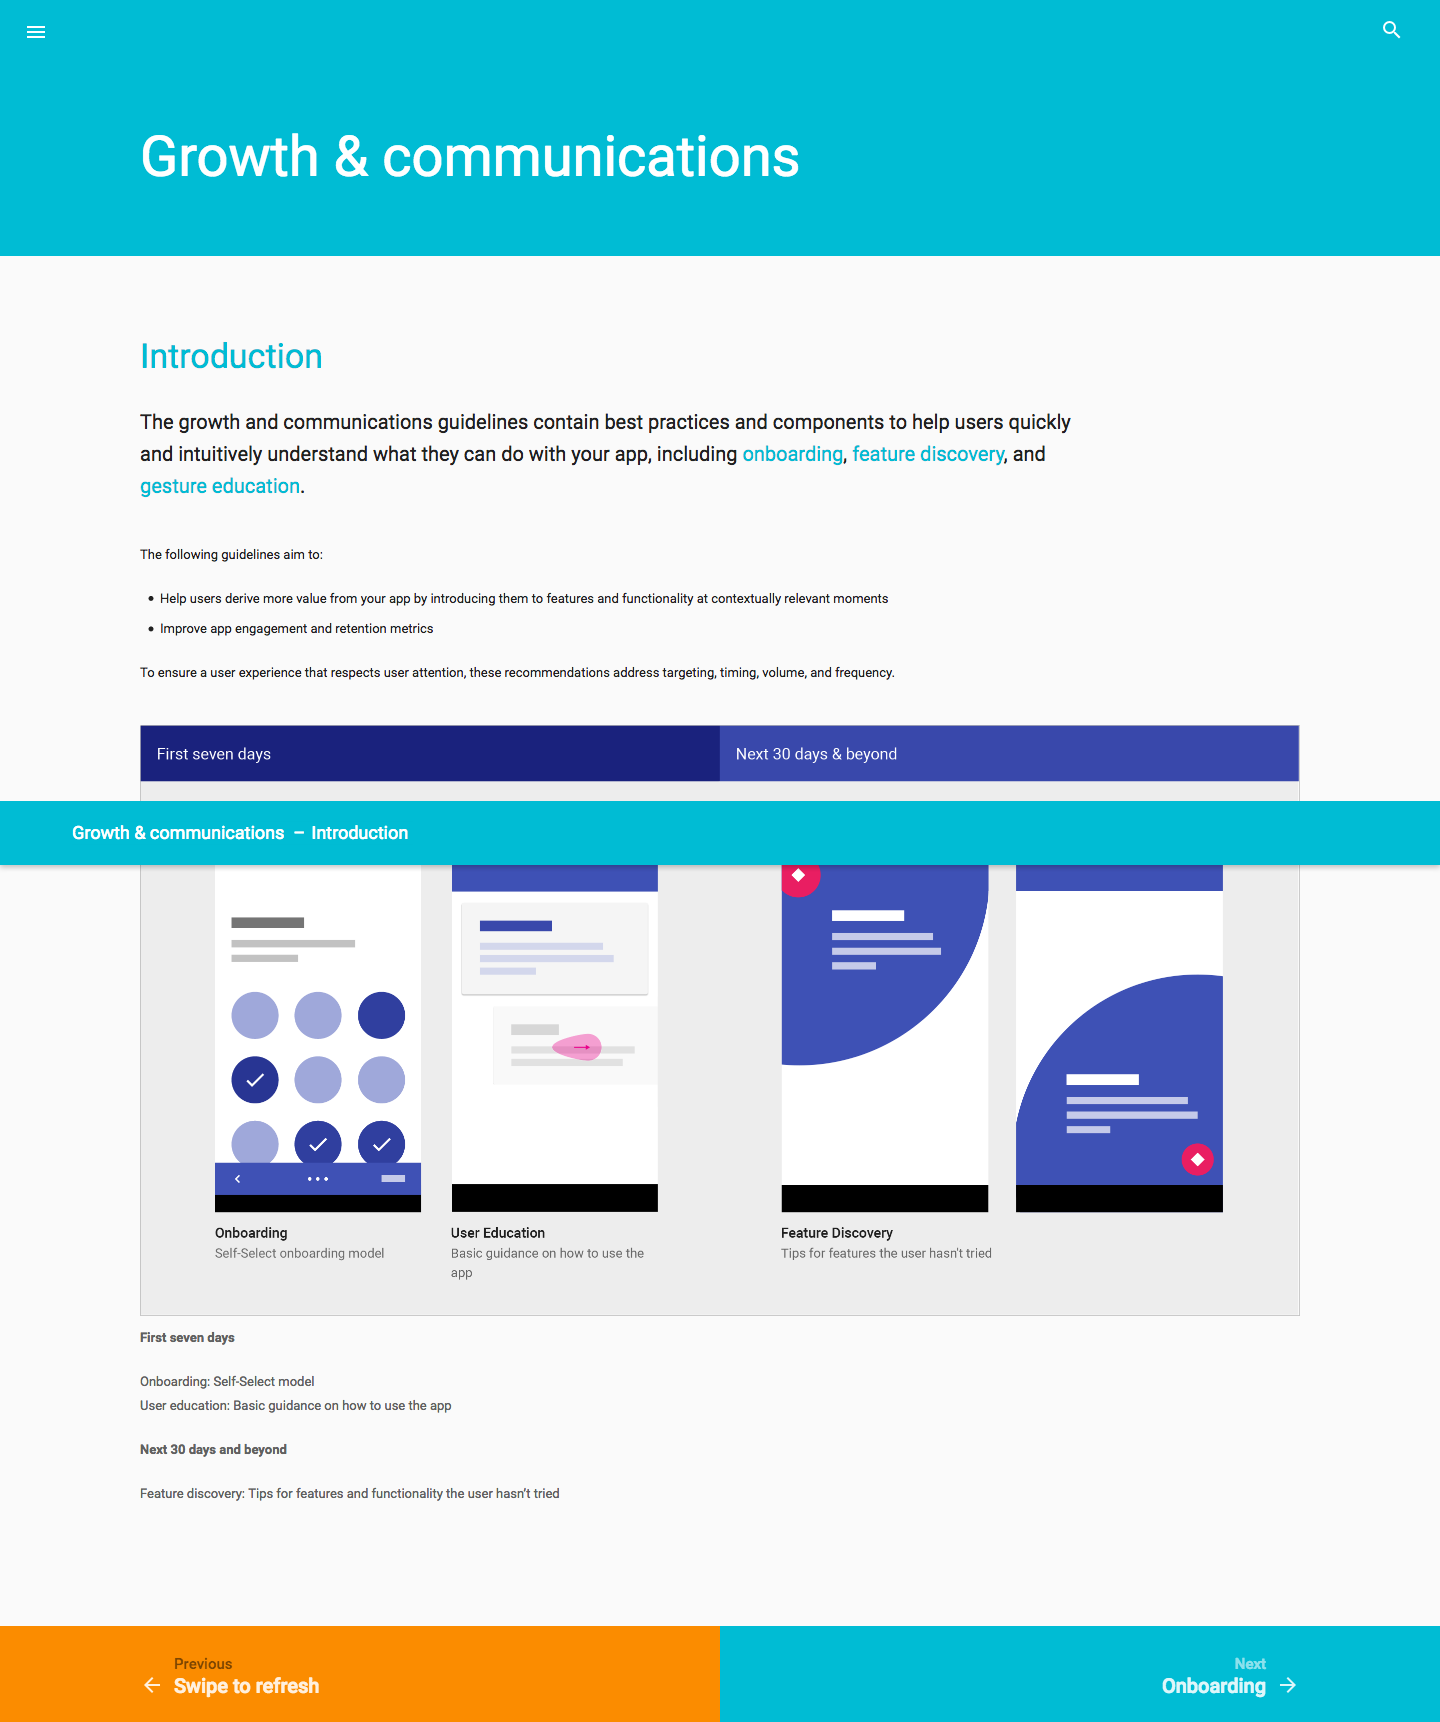 Growth & communications
Introduction
The growth and communications guidelines contain best practices and components to help users quickly
and intuitively understand what they can do with your app, including onboarding, feature discovery, and
gesture education.
The following guidelines aim to:
• Help users derive more value from your app by introducing them to features and functionality at contextually relevant moments
• Improve app engagement and retention metrics
To ensure a user experience that respects user attention, these recommendations address targeting, timing, volume, and frequency.
First seven days
Next 30 days & beyond
Growth & communications – Introduction
Onboarding
Self-Select onboarding model
User Education
Basic guidance on how to use the
app
Feature Discovery
Tips for features the user hasn't tried
First seven days
Onboarding: Self-Select model
User education: Basic guidance on how to use the app
Next 30 days and beyond
Feature discovery: Tips for features and functionality the user hasn’t tried
Previous
Swipe to refresh
Next
Onboarding